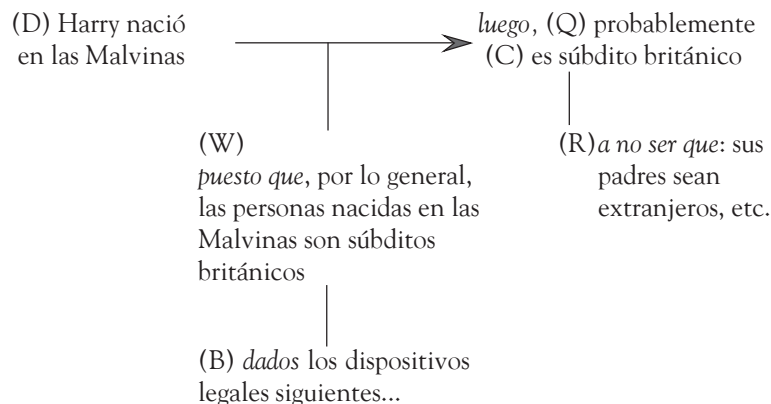 (D) Harry nació
en las Malvinas
luego, (Q) probablemente
(C) es súbdito británico
(W)
puesto que, por lo general,
las personas nacidas en las
Malvinas son súbditos
británicos
(R) a no ser que: sus
padres sean
extranjeros, etc.
(B) dados los dispositivos
legales siguientes...